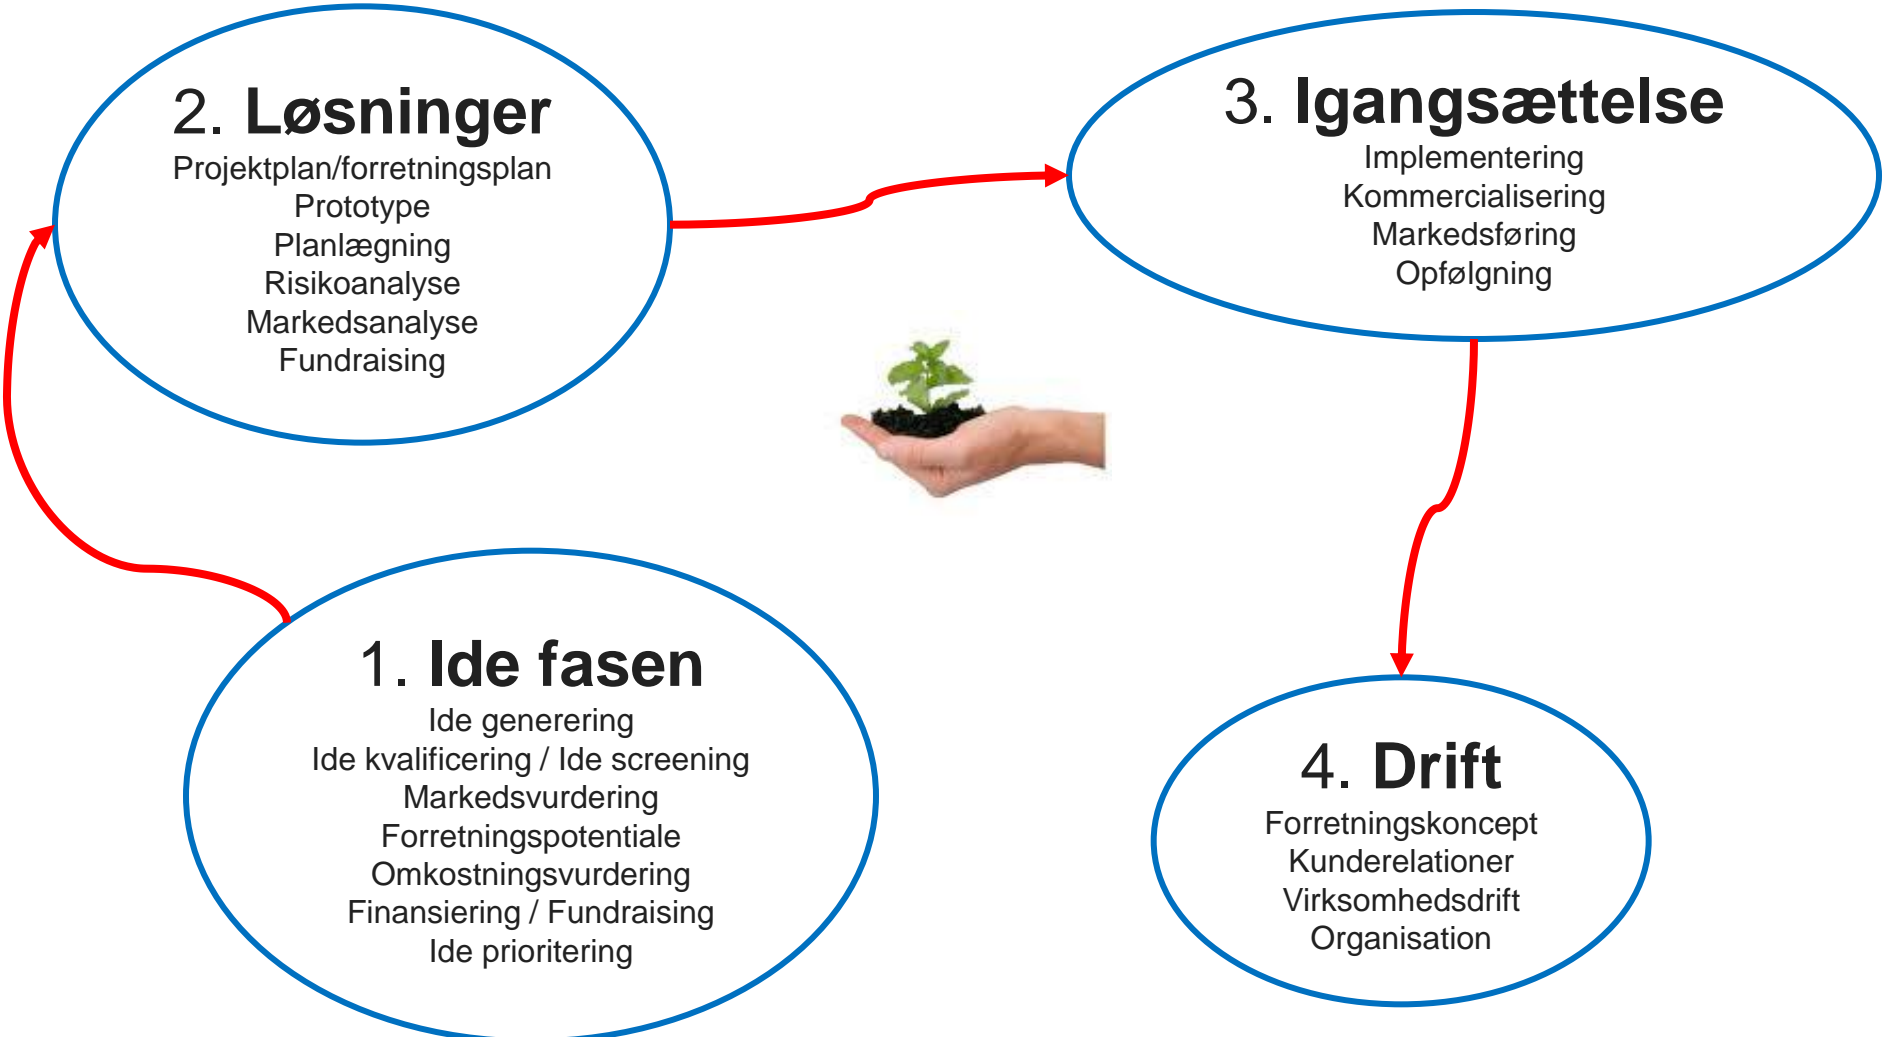 2. Løsninger
Projektplan/forretningsplan
Prototype
Planlægning
Risikoanalyse
Markedsanalyse
Fundraising
3. Igangsættelse
Implementering
Kommercialisering
Markedsføring
Opfølgning
1. Ide fasen
Ide generering
Ide kvalificering / Ide screening
Markedsvurdering
Forretningspotentiale
Omkostningsvurdering
Finansiering / Fundraising
Ide prioritering
4. Drift
Forretningskoncept
Kunderelationer
Virksomhedsdrift
Organisation